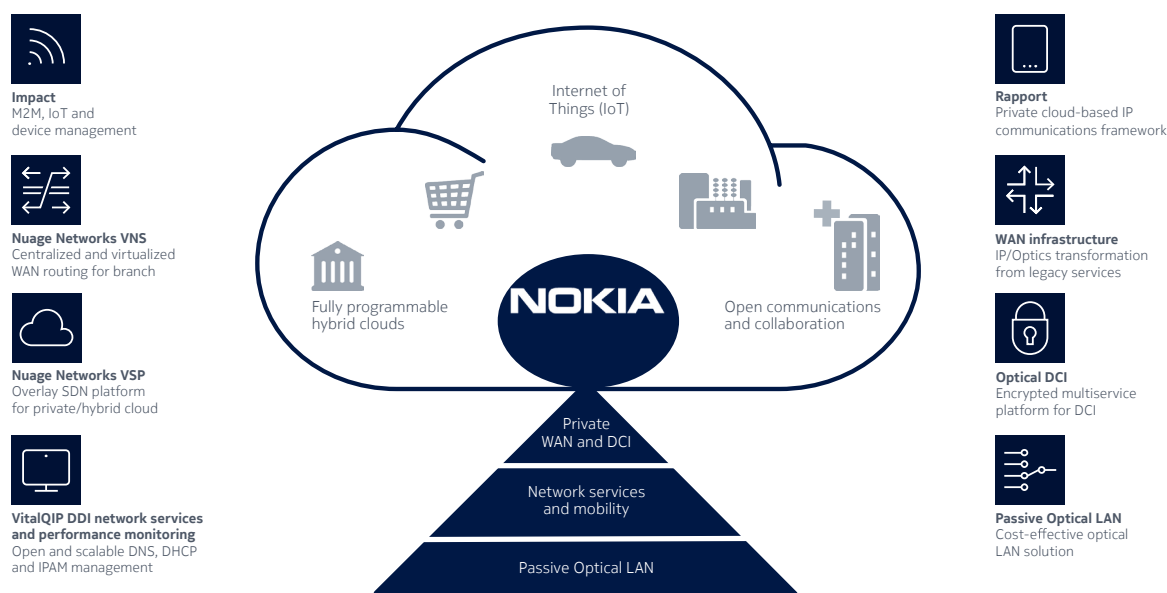 Impact
M2M, IoT and
device management
Nuage Networks VNS
Centralized and virtualized
WAN routing for branch
Nuage Networks VSP
Overlay SDN platform
for private/hybrid cloud
VitalQIP DDI network services
and performance monitoring
Open and scalable DNS, DHCP
and IPAM management
Internet of
Things (IoT)
Fully programmable
hybrid clouds
NOKIA
Open communications
and collaboration
Private
WAN and DCI
Network services
and mobility
Passive Optical LAN
Rapport
Private cloud-based IP
communications framework
WAN infrastructure
IP/Optics transformation
from legacy services
Optical DCI
Encrypted multiservice
platform for DCI
Passive Optical LAN
Cost-effective optical
LAN solution